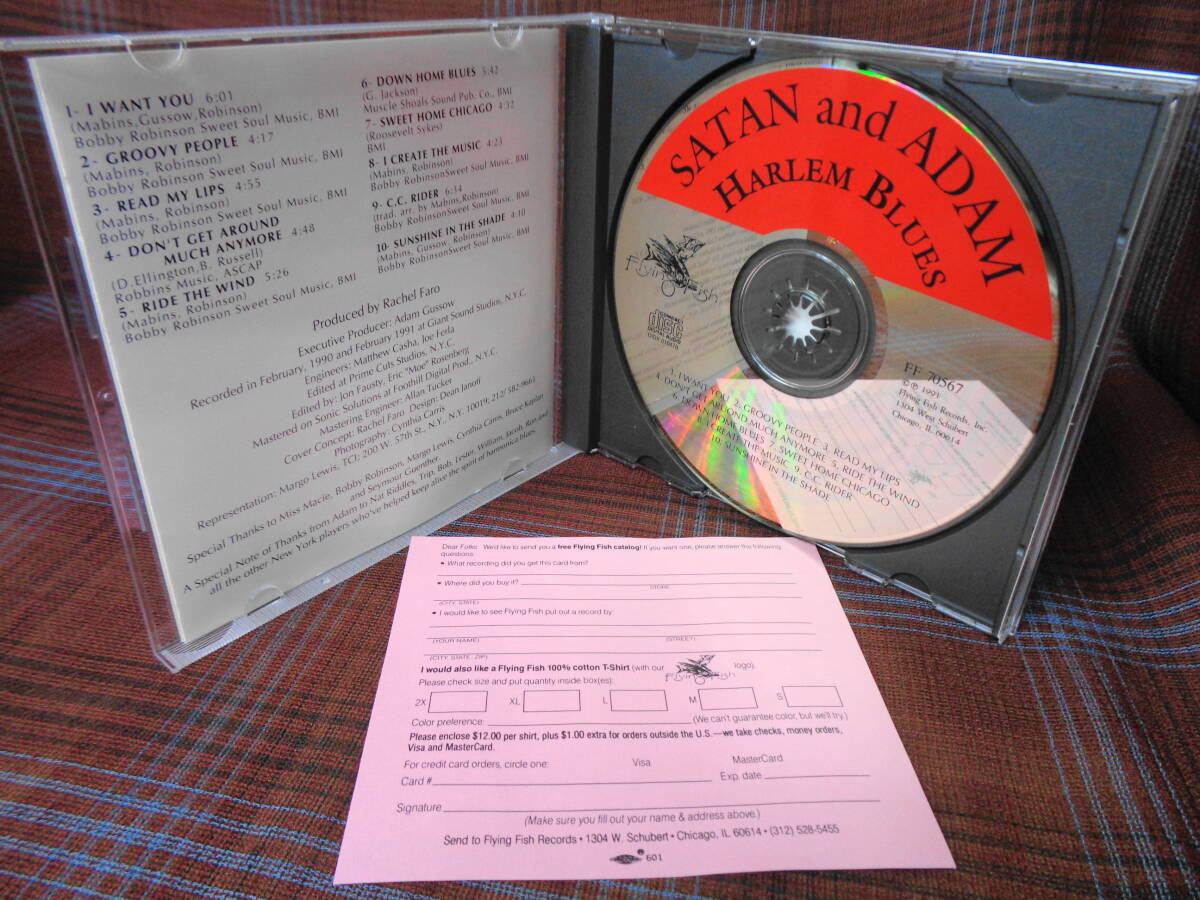 1- I WANT YOU 6:01
(Mabins,Gussow,Robinson)
Bobby Robinson Sweet Soul Music, BMI
2- GROOVY PEOPLE 4:17
(Mabins, Robinson)
Bobby Robinson Sweet Soul Music, BMI
3- READ MY LIPS 4:55
(Mabins, Robinson)
Bobby Robinson Sweet Soul Music, BMI
4- DON'T GET AROUND
MUCH ANYMORE 4:48
(D.Ellington,B. Russell)
Robbins Music, ASCAP
5- RIDE THE WIND 5:26
(Mabins, Robinson)
Bobby Robinson Sweet Soul Music, BMI
6- DOWN HOME BLUES 5:42
(G. Jackson)
Muscle Shoals Sound Pub. Co., BMI
7- SWEET HOME CHICAGO 4:32
(Roosevelt Sykes)
BMI
8- I CREATE THE MUSIC 4:23
(Mabins, Robinson)
Bobby RobinsonSweet Soul Music, BMI
9- C.C. RIDER 6:34
(trad. arr. by Mabins,Robinson)
Bobby RobinsonSweet Soul Music, BMI
10- SUNSHINE IN THE SHADE 4:10
(Mabins, Gussow, Robinson)
Bobby RobinsonSweet Soul Music, BMI
Produced by Rachel Faro
Executive Producer: Adam Gussow
Recorded in February, 1990 and February 1991 at Giant Sound Studios, N.Y.C.
Engineers: Matthew Casha, Joe Ferla
Edited at Prime Cuts Studios, N.Y.C.
Edited by: Jon Fausty, Eric "Moe" Rosenberg
Mastered on Sonic Solutions at Foothill Digital Prod., N.Y.C.
Mastering Engineer: Allan Tucker
Cover Concept: Rachel Faro Design: Dean Janoff
Photography: Cynthia Carris
Representation: Margo Lewis, TCI; 200 W. 57th St., N.Y., N.Y. 10019; 212/ 582-9661
Special Thanks to Miss Macie, Bobby Robinson, Margo Lewis, Cynthia Carris, Bruce Kaplan
and Seymour Guenther.
A Special Note of Thanks from Adam to Nat Riddles, Trip, Bob, Lester, William, Jacob, Ron and
all the other New York players who've helped keep alive the spirit of harmonica blues.
SATAN and ADAM
HARLEM BLUES
Flying Fish
COMPACT
disc
DIGITAL AUDIO
FF 70567
© ℗ 1991
Flying Fish Records, Inc.
1304 West Schubert
Chicago, IL 60614
1. I WANT YOU 2. GROOVY PEOPLE 3. READ MY LIPS
4. DON'T GET AROUND MUCH ANYMORE 5. RIDE THE WIND
6. DOWN HOME BLUES 7. SWEET HOME CHICAGO
8. I CREATE THE MUSIC 9. C.C. RIDER
10. SUNSHINE IN THE SHADE
Dear Folks: We'd like to send you a free Flying Fish catalog! If you want one, please answer the following
questions:
• What recording did you get this card from?
• Where did you buy it?
STORE
(CITY, STATE)
• I would like to see Flying Fish put out a record by:
(YOUR NAME) (STREET)
(CITY, STATE, ZIP)
I would also like a Flying Fish 100% cotton T-Shirt (with our Flying Fish logo).
Please check size and put quantity inside box(es):
2X XL L M S
Color preference: (We can't guarantee color, but we'll try.)
Please enclose $12.00 per shirt, plus $1.00 extra for orders outside the U.S.—we take checks, money orders,
Visa and MasterCard.
For credit card orders, circle one: Visa MasterCard
Card # Exp. date
Signature
(Make sure you fill out your name & address above.)
Send to Flying Fish Records • 1304 W. Schubert • Chicago, IL 60614 • (312) 528-5455
601